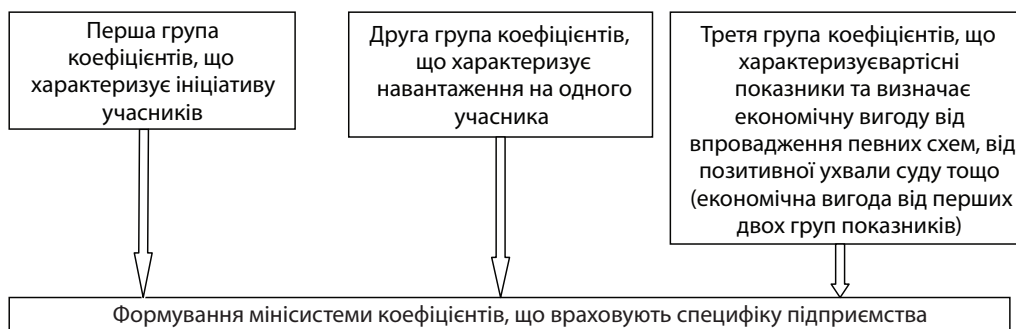 Перша група
коефіцієнтів, що
характеризує ініціативу
учасників
Друга група коефіцієнтів,
що характеризує
навантаження на одного
учасника
Третя група коефіцієнтів, що
характеризуєвартісні
показники та визначає
економічну вигоду від
впровадження певних схем, від
позитивної ухвали суду тощо
(економічна вигода від перших
двох груп показників)
Формування мінісистеми коефіцієнтів, що враховують специфіку підприємства